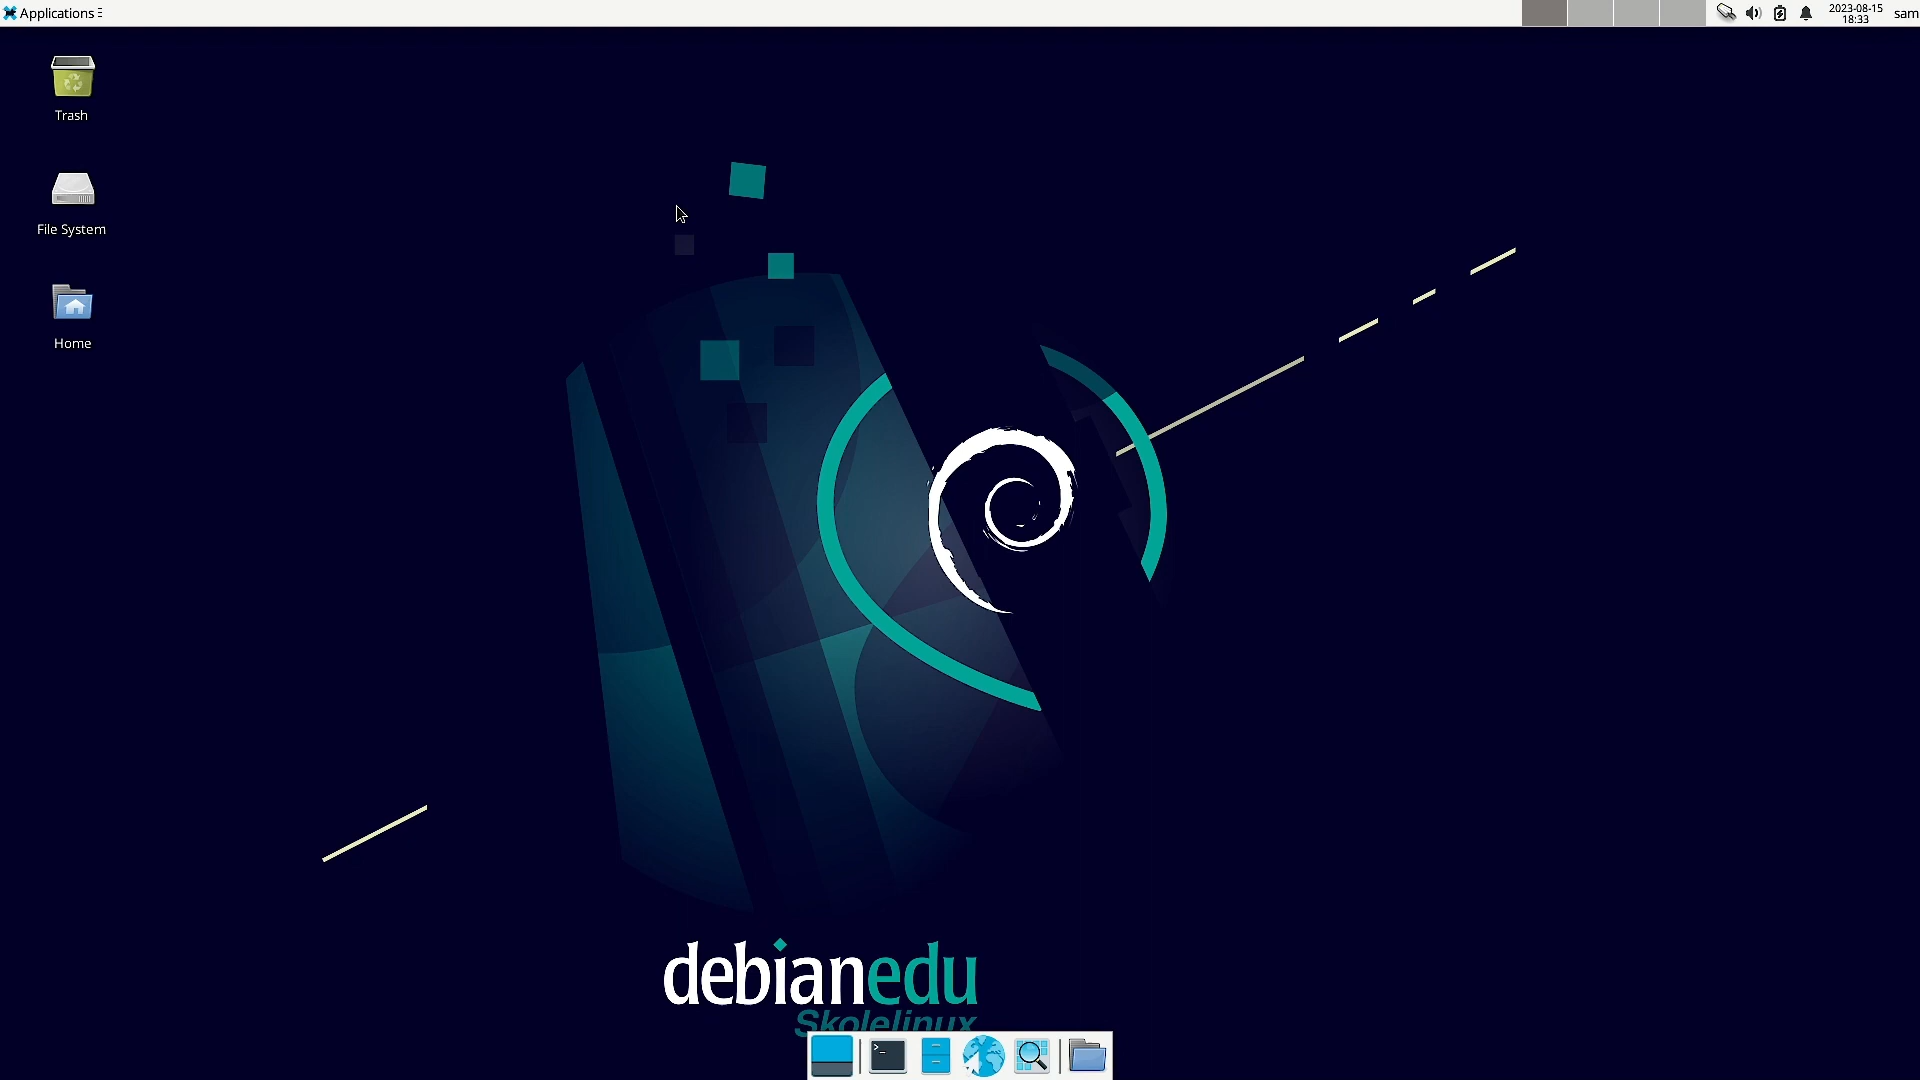 Applications
2023-08-15
18:33
sam
Trash
File System
Home
debianedu
Skolelinux
>_